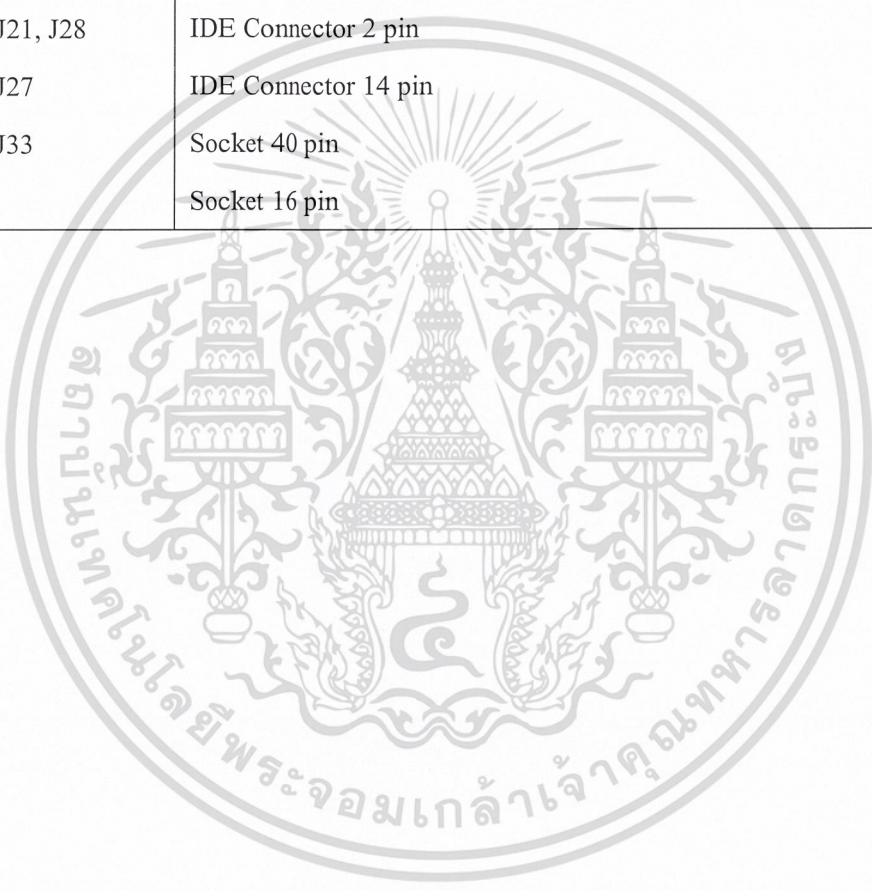 J21, J28 IDE Connector 2 pin
J27 IDE Connector 14 pin
J33 Socket 40 pin
Socket 16 pin
สถาบันเทคโนโลยีพระจอมเกล้าเจ้าคุณทหารลาดกระบัง
๔